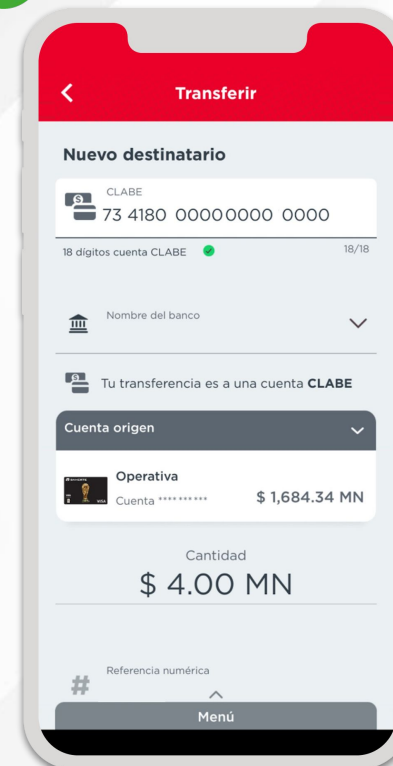 Transferir
Nuevo destinatario
CLABE
73 4180 00000000 0000
18 dígitos cuenta CLABE 18/18
Nombre del banco
Tu transferencia es a una cuenta CLABE
Cuenta origen
Operativa
Cuenta ********** $ 1,684.34 MN
Cantidad
$ 4.00 MN
Referencia numérica
#
Menú